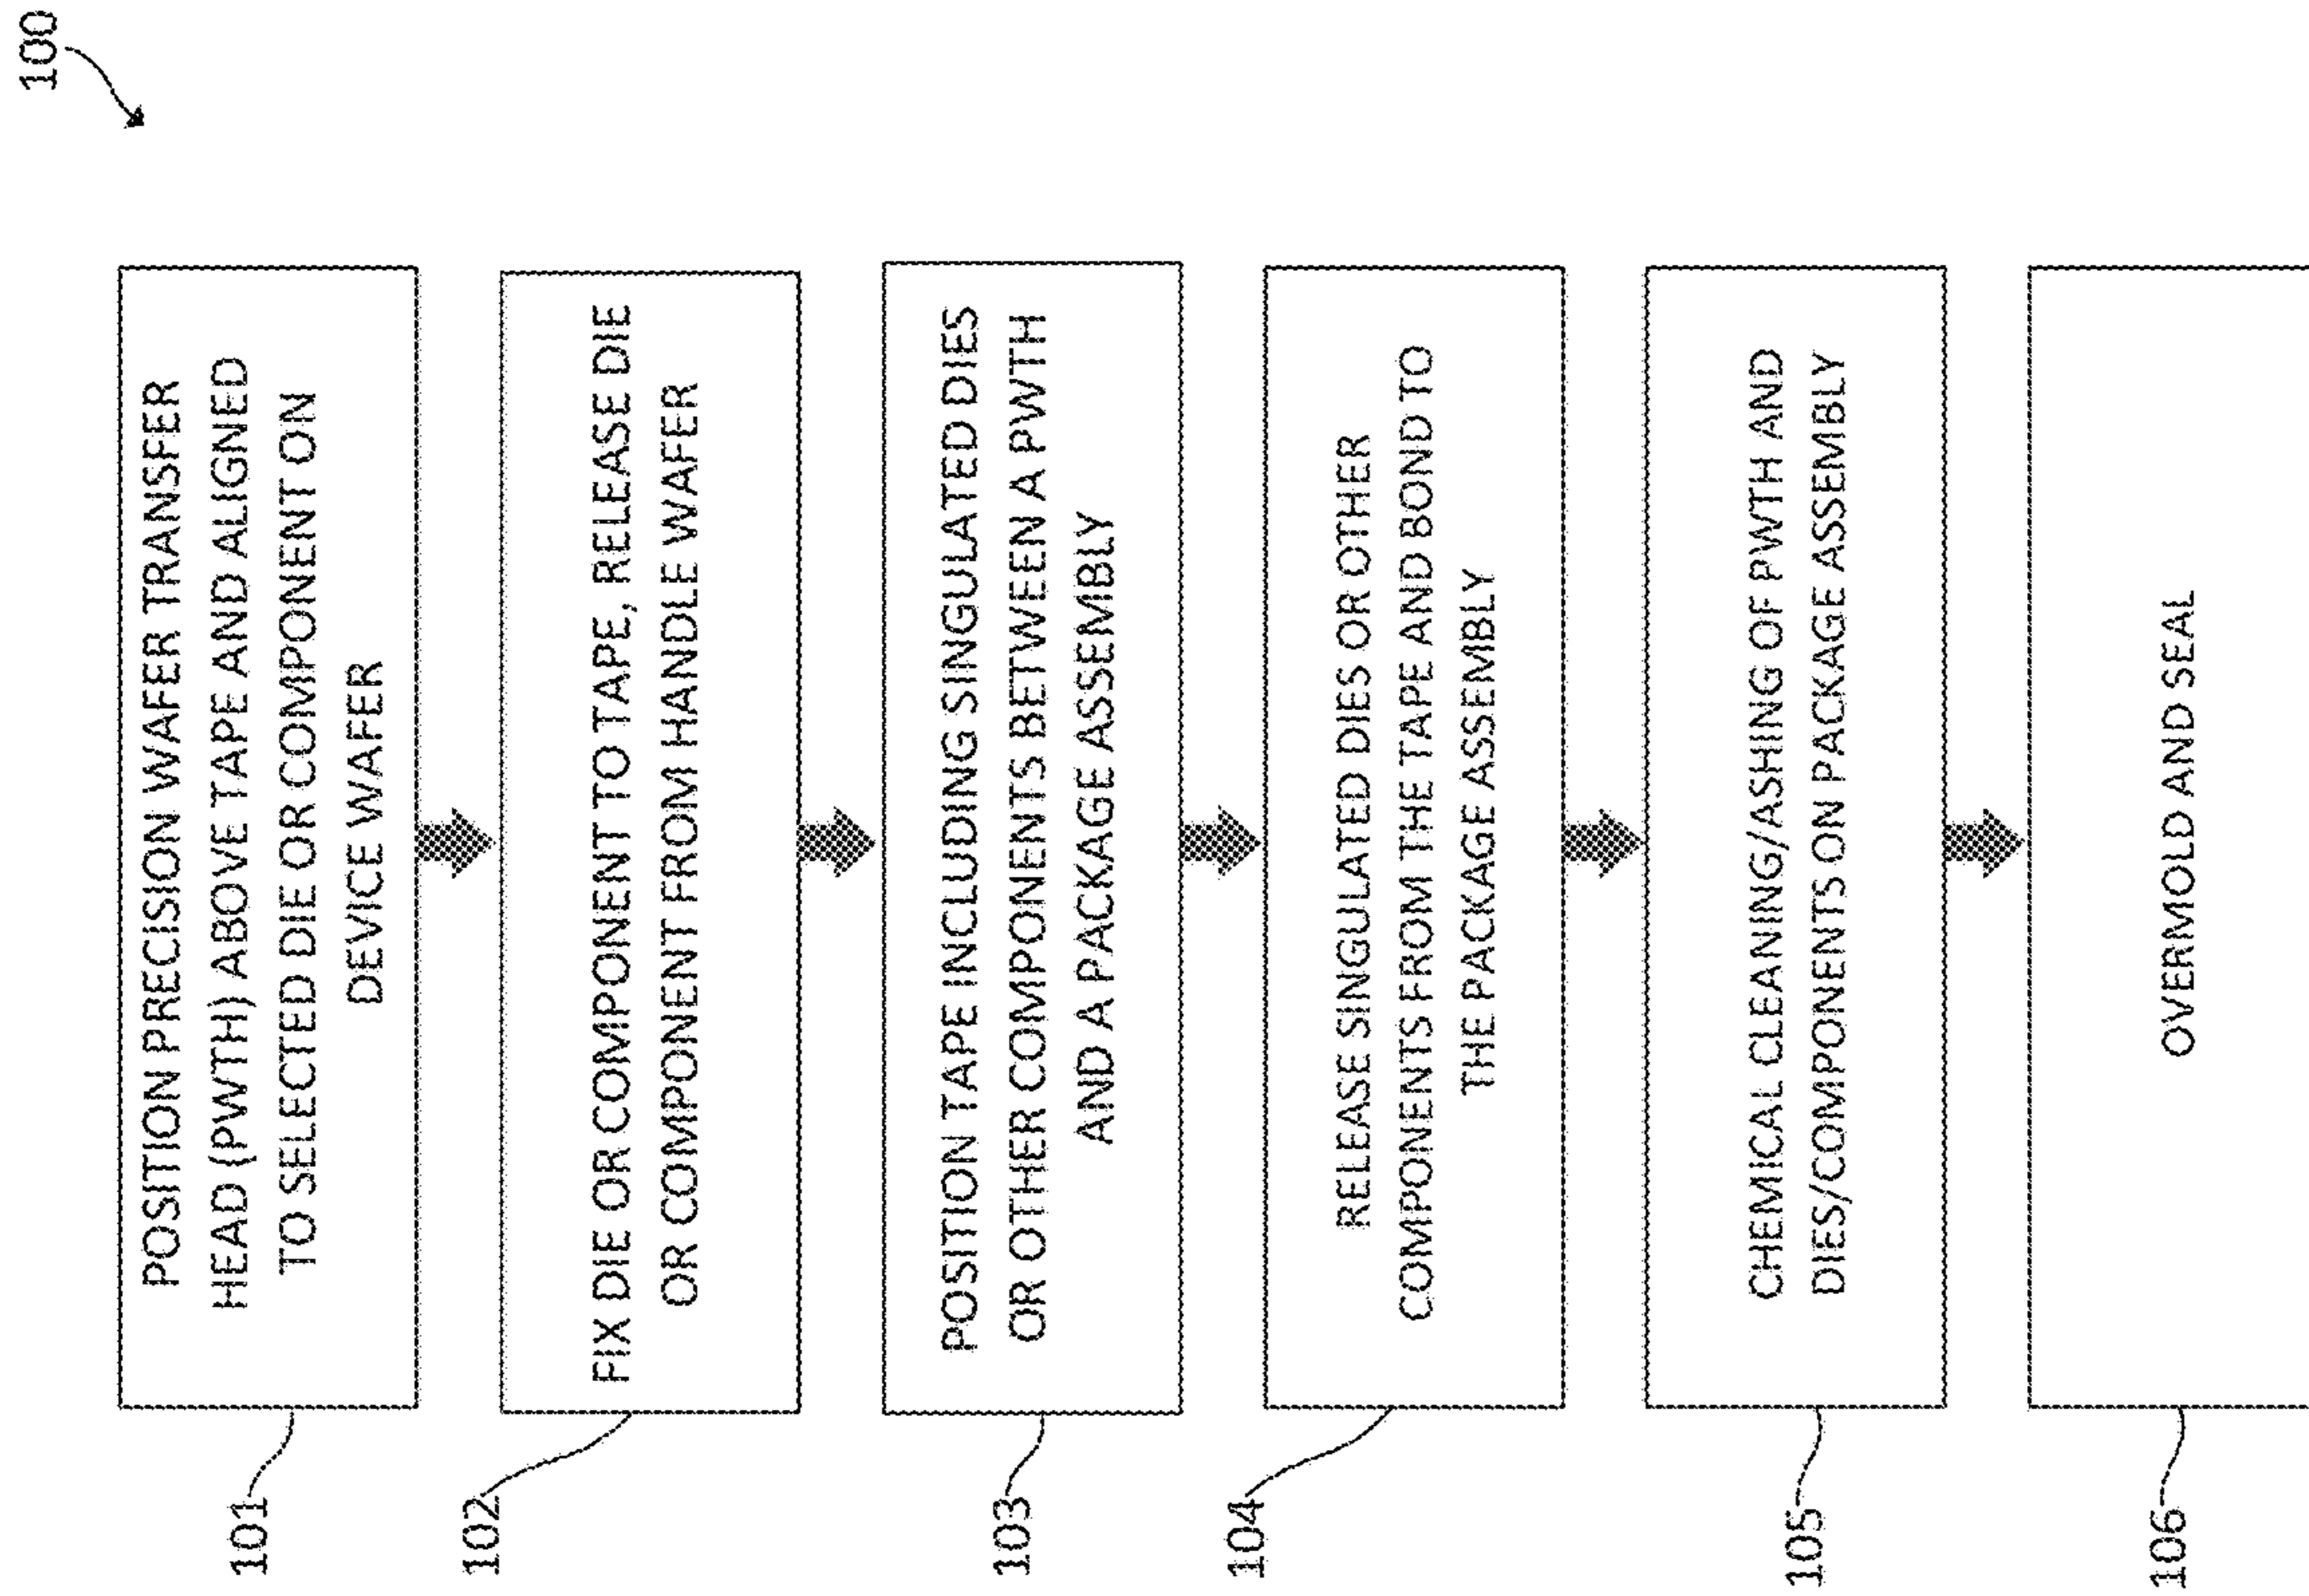 100
101
POSITION PRECISION WAFER TRANSFER
HEAD (PWTH) ABOVE TAPE AND ALIGNED
TO SELECTED DIE OR COMPONENT ON
DEVICE WAFER
102
FIX DIE OR COMPONENT TO TAPE, RELEASE DIE
OR COMPONENT FROM HANDLE WAFER
103
POSITION TAPE INCLUDING SINGULATED DIES
OR OTHER COMPONENTS BETWEEN A PWTH
AND A PACKAGE ASSEMBLY
104
RELEASE SINGULATED DIES OR OTHER
COMPONENTS FROM THE TAPE AND BOND TO
THE PACKAGE ASSEMBLY
105
CHEMICAL CLEANING/ASHING OF PWTH AND
DIES/COMPONENTS ON PACKAGE ASSEMBLY
106
OVERMOLD AND SEAL